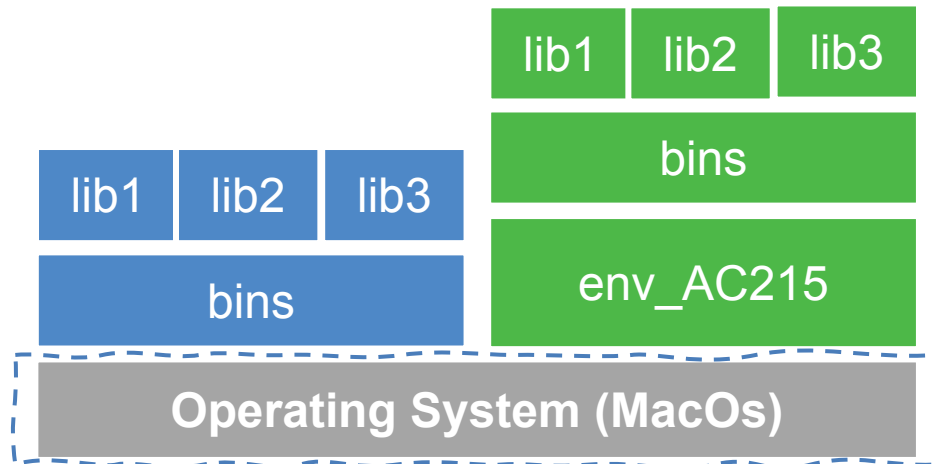 lib1 lib2 lib3
bins
env_AC215
lib1 lib2 lib3
bins
Operating System (MacOs)